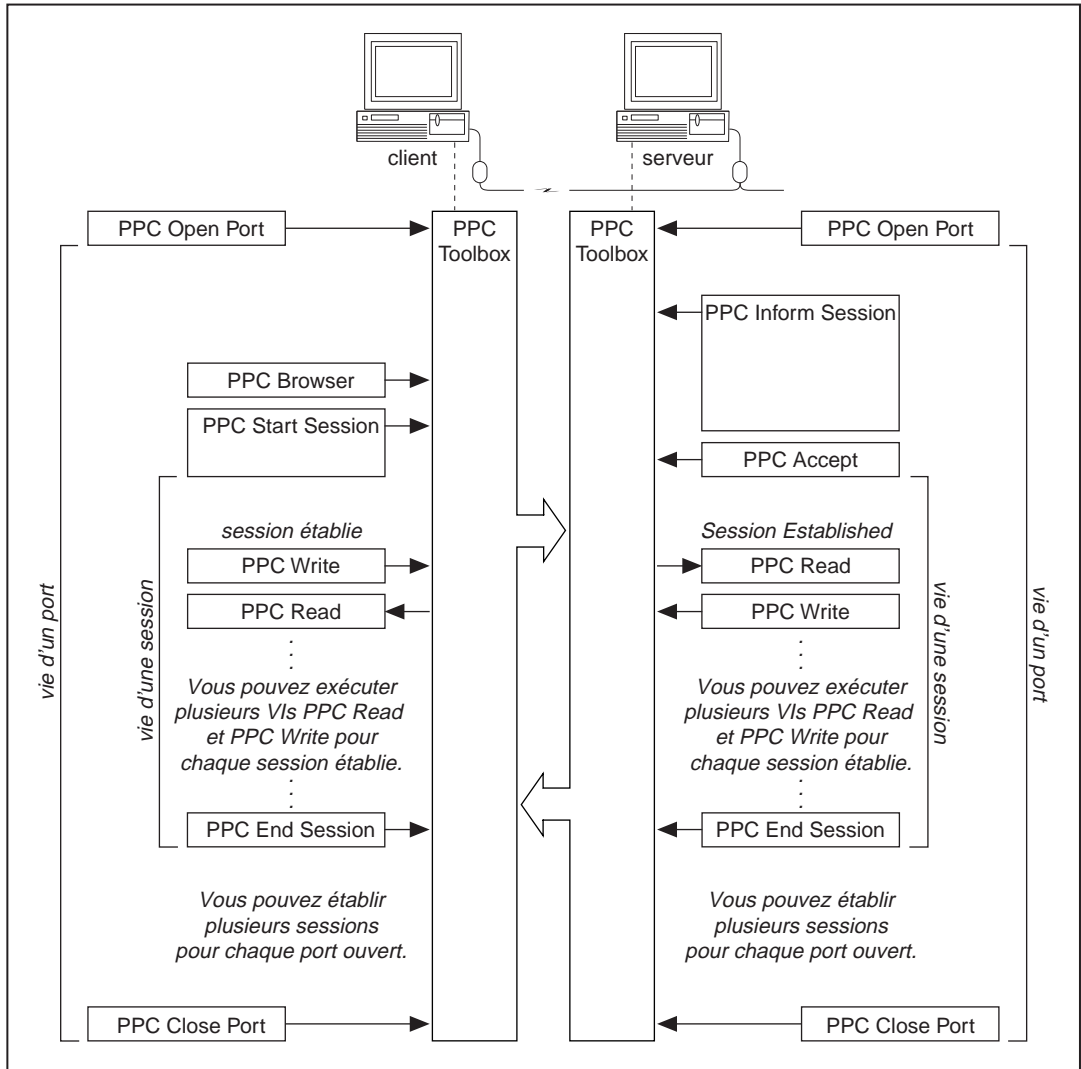 client
serveur
PPC Open Port
PPC
Toolbox
PPC
Toolbox
PPC Open Port
PPC Inform Session
PPC Browser
PPC Start Session
PPC Accept
session établie
Session Established
PPC Write
PPC Read
PPC Read
PPC Write
vie d'un port
vie d'une session
vie d'une session
vie d'un port
.
.
.
Vous pouvez exécuter
plusieurs VIs PPC Read
et PPC Write pour
chaque session établie.
.
.
.
.
.
.
Vous pouvez exécuter
plusieurs VIs PPC Read
et PPC Write pour
chaque session établie.
.
.
.
PPC End Session
PPC End Session
Vous pouvez établir
plusieurs sessions
pour chaque port ouvert.
Vous pouvez établir
plusieurs sessions
pour chaque port ouvert.
PPC Close Port
PPC Close Port